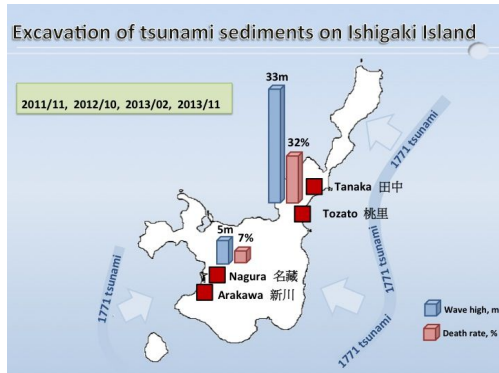 Excavation of tsunami sediments on Ishigaki Island
2011/11, 2012/10, 2013/02, 2013/11
33m
32%
Tanaka 田中
Tozato 桃里
5m
7%
Nagura 名藏
Arakawa 新川
1771 tsunami
1771 tsunami
1771 tsunami
1771 tsunami
Wave high, m
Death rate, %